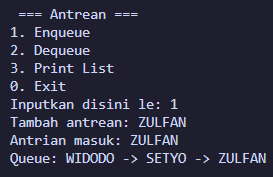 === Antrean ===
1. Enqueue
2. Dequeue
3. Print List
0. Exit
Inputkan disini le: 1
Tambah antrean: ZULFAN
Antrian masuk: ZULFAN
Queue: WIDODO -> SETYO -> ZULFAN